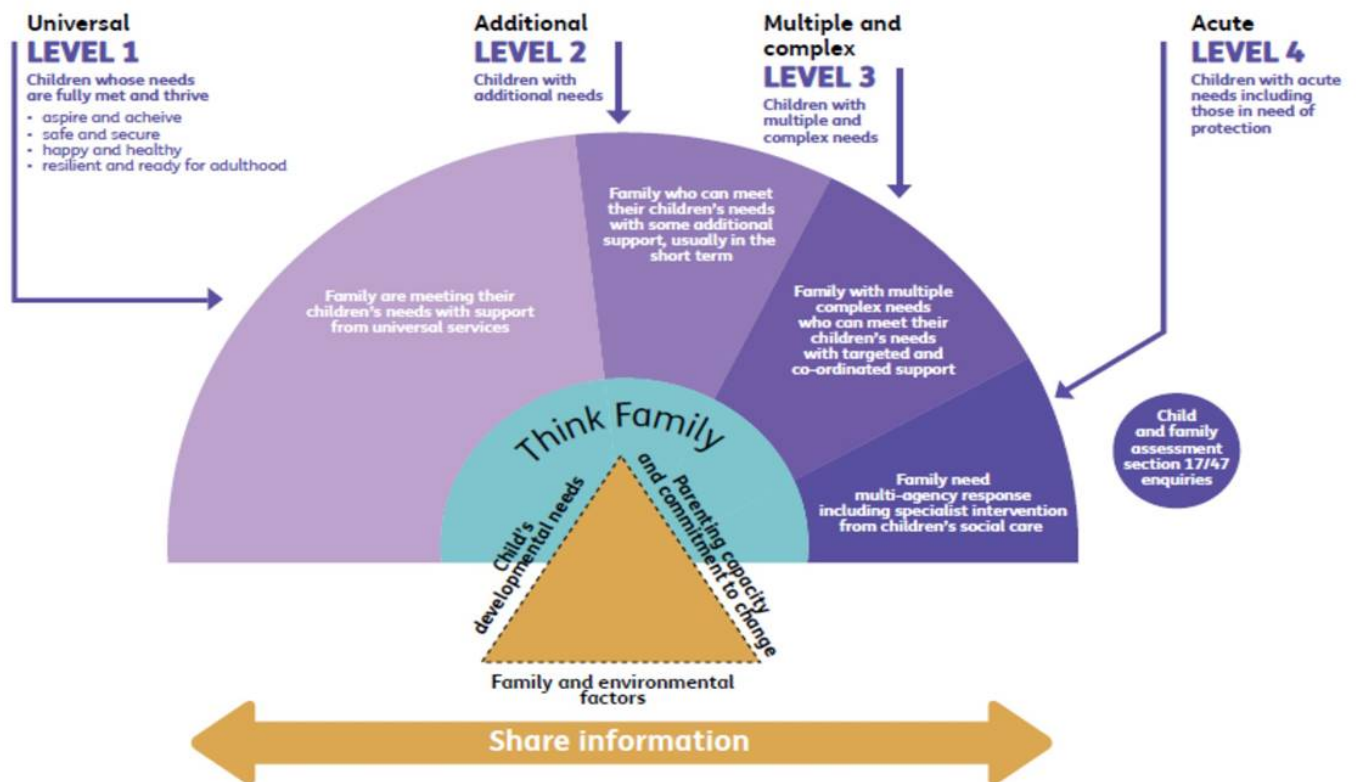 Universal
LEVEL 1
Children whose needs
are fully met and thrive
• aspire and acheive
• safe and secure
• happy and healthy
• resilient and ready for adulthood
Additional
LEVEL 2
Children with
additional needs
Multiple and
complex
LEVEL 3
Children with
multiple and
complex needs
Acute
LEVEL 4
Children with acute
needs including
those in need of
protection
Family are meeting their
children's needs with support
from universal services
Family who can meet
their children's needs
with some additional
support, usually in the
short term
Family with multiple
complex needs
who can meet their
children's needs
with targeted and
co-ordinated support
Family need
multi-agency response
including specialist intervention
from children's social care
Child
and family
assessment
section 17/47
enquiries
Think Family
Child's
developmental needs
Parenting capacity
and commitment to change
Family and environmental
factors
Share information